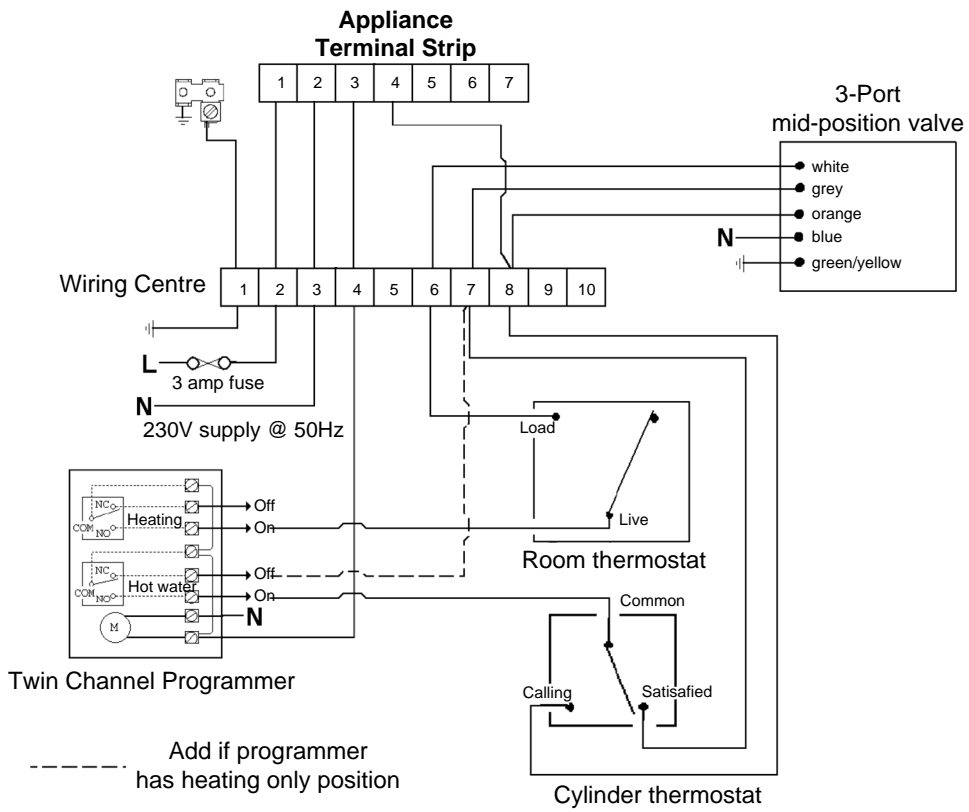 Appliance
Terminal Strip
1 2 3 4 5 6 7
3-Port
mid-position valve
white
grey
orange
N blue
green/yellow
Wiring Centre 1 2 3 4 5 6 7 8 9 10
L
3 amp fuse
N
230V supply @ 50Hz
Load
Live
Room thermostat
NC
COM NO
Heating
Off
On
NC
COM NO
Hot water
Off
On
N
M
Twin Channel Programmer
Common
Calling Satisafied
Cylinder thermostat
Add if programmer
has heating only position